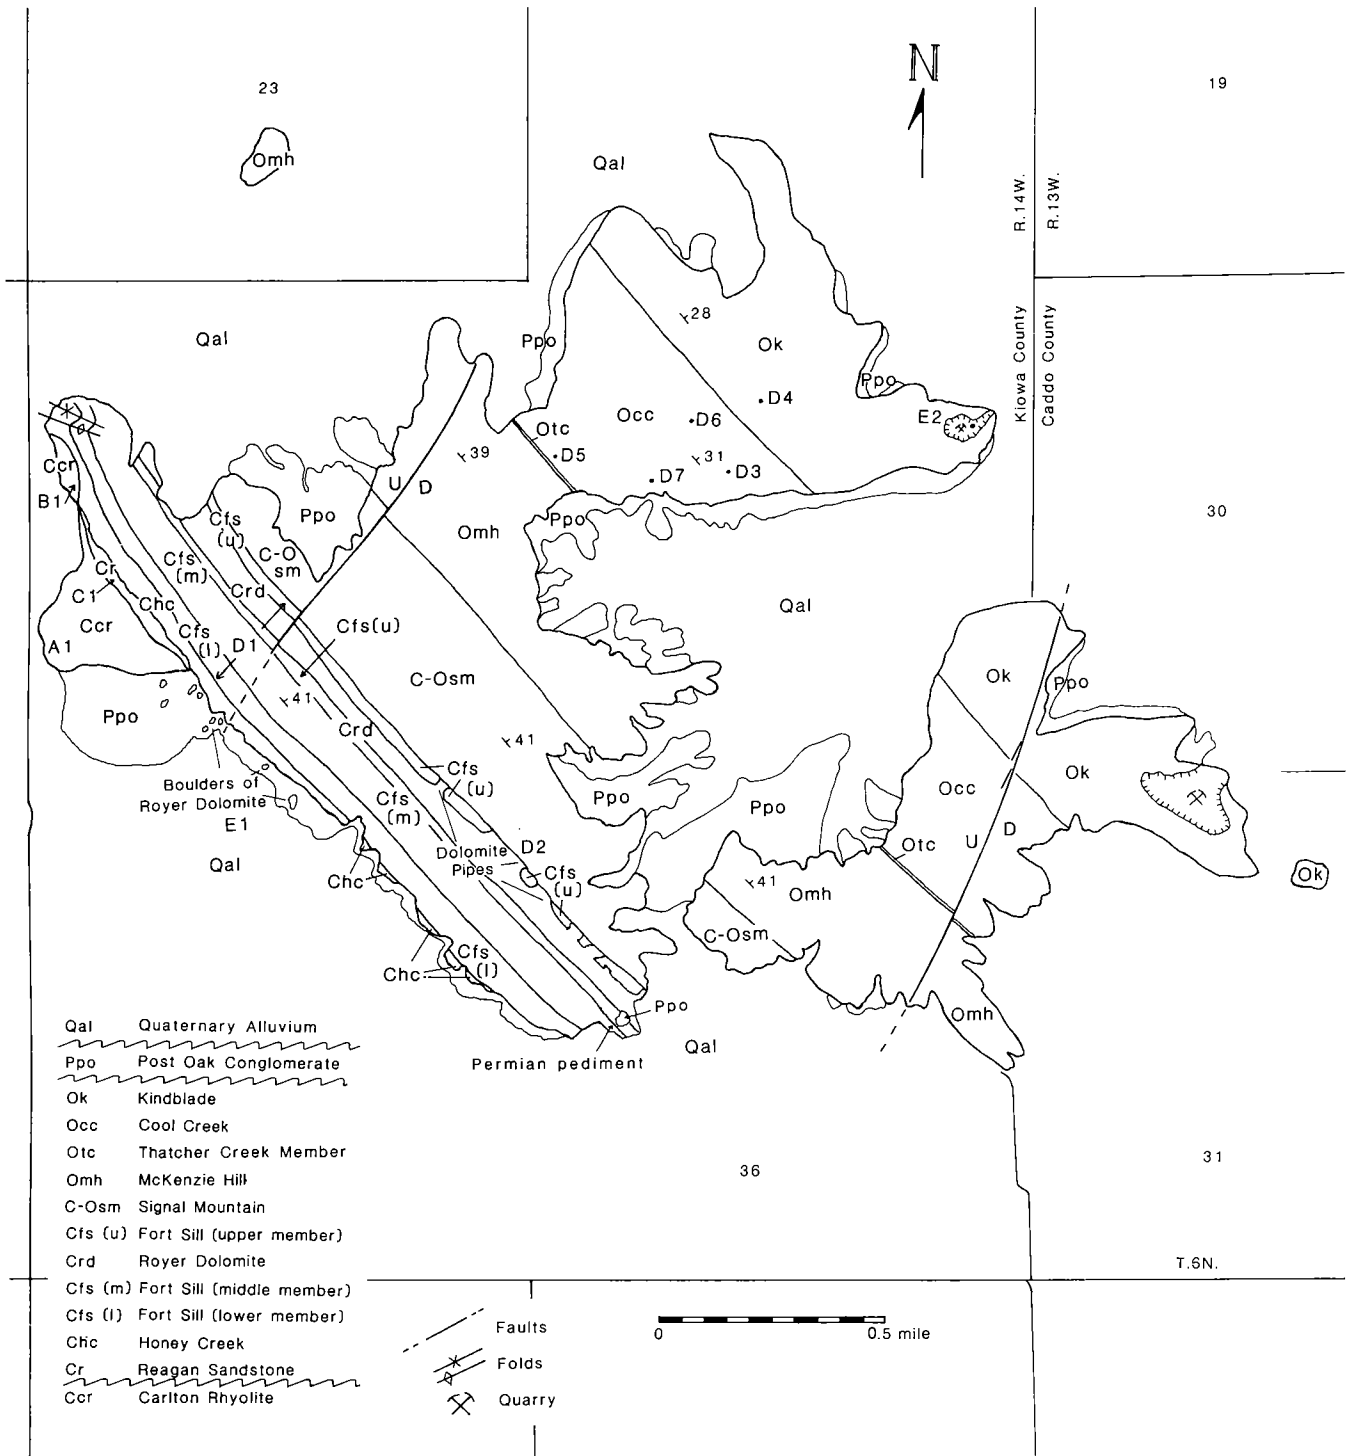 N
23
19
Omh
Qal
R.14W.
R.13W.
Kiowa County
Caddo County
28
Qal
Ppo
Ok
Ppo
D4
E2
Occ
D6
Otc
D5
31
D3
D7
39
Ccr
U
D
B1
Ppo
Cfs
(u)
Omh
Ppo
30
C-O
sm
Cfs
(m)
Cr
Crd
C1
Chc
Qal
Ccr
Cfs
(l)
D1
Cfs(u)
A1
C-Osm
Ok
Ppo
41
Ppo
Crd
41
Cfs
(u)
Boulders of
Royer Dolomite
Ppo
Ppo
Occ
Ok
E1
Cfs
(m)
U
D
Otc
Dolomite
Pipes
D2
Qal
Chc
Cfs
(u)
41
Omh
Ok
C-Osm
Chc
Cfs
(l)
Ppo
Omh
Qal
Permian pediment
Qal Quaternary Alluvium
Ppo Post Oak Conglomerate
Ok Kindblade
Occ Cool Creek
Otc Thatcher Creek Member
Omh McKenzie Hill
C-Osm Signal Mountain
Cfs (u) Fort Sill (upper member)
Crd Royer Dolomite
Cfs (m) Fort Sill (middle member)
Cfs (l) Fort Sill (lower member)
Chc Honey Creek
Cr Reagan Sandstone
Ccr Carlton Rhyolite
36
31
T.6N.
Faults
Folds
Quarry
0
0.5 mile